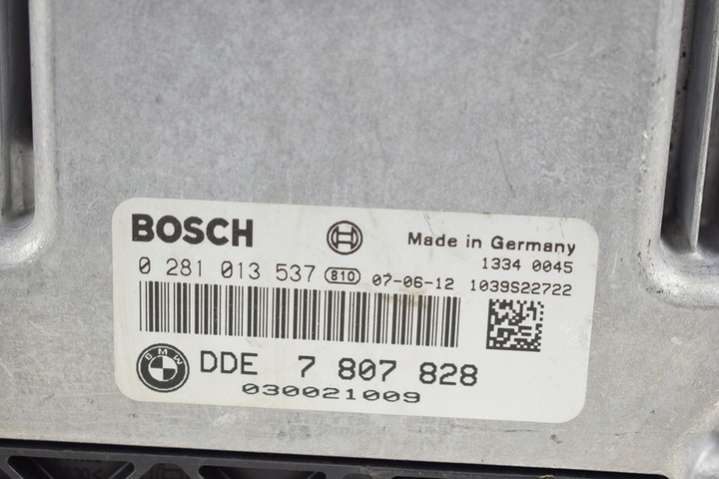 BOSCH
Made in Germany
1334 0045
0 281 013 537 810 07-06-12 1039S22722
BMW
DDE 7 807 828
030021009